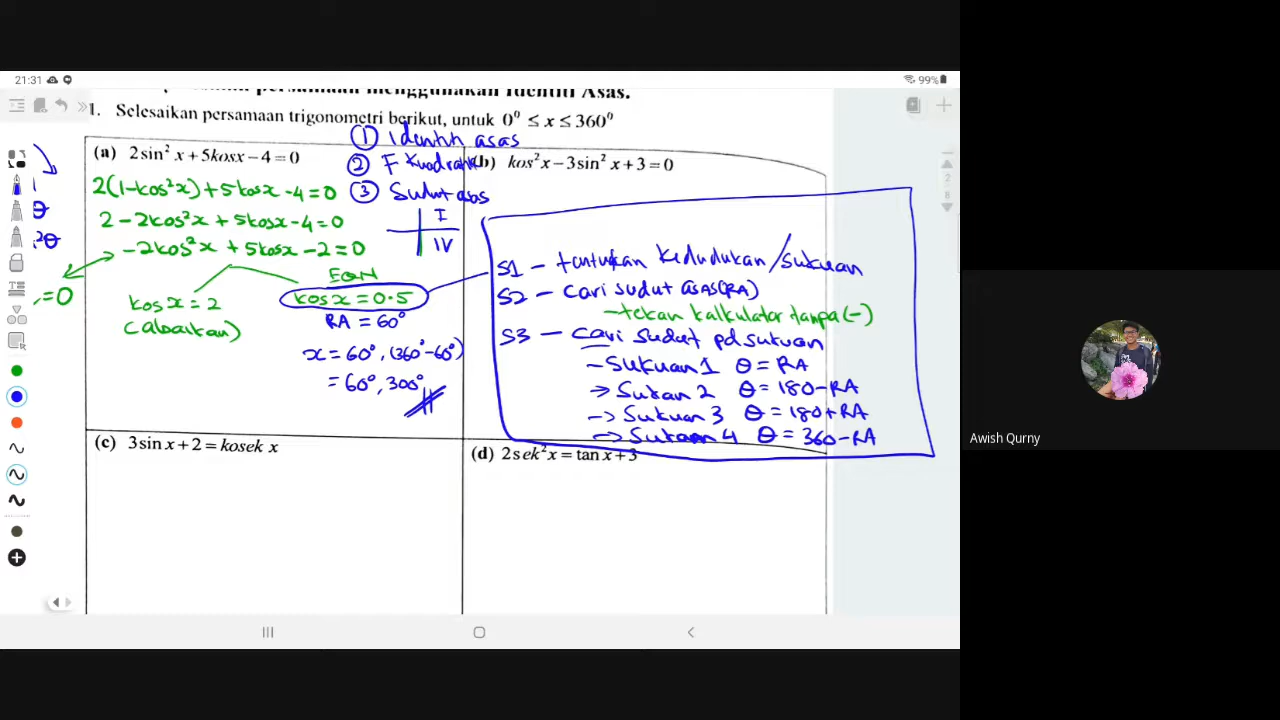 21:31
99%
persamaan menggunakan Identiti Asas.
1. Selesaikan persamaan trigonometri berikut, untuk 0⁰ ≤ x ≤ 360⁰
① Identiti asas
② F Kuadratik
③ Sudut asas
I
IV
(a) 2sin² x + 5kosx − 4 = 0
2(1-kos²x) + 5kosx - 4 = 0
2 - 2kos²x + 5kosx - 4 = 0
-2kos²x + 5kosx - 2 = 0
EQN
kos x = 2
(abaikan)
kos x = 0.5
RA = 60°
x = 60°, (360° - 60°)
= 60°, 300°
θ
²θ
= 0
(b) kos² x − 3sin² x + 3 = 0
S1 - tentukan kedudukan/sukuan
S2 - cari sudut asas (RA)
- tekan kalkulator tanpa (-)
S3 - cari sudut pd sukuan
- Sukuan 1 θ = RA
→ Sukan 2 θ = 180 - RA
→ Sukuan 3 θ = 180 + RA
→ Sukuan 4 θ = 360 - RA
(c) 3sin x + 2 = kosek x
(d) 2sek² x = tan x + 3
Awish Qurny